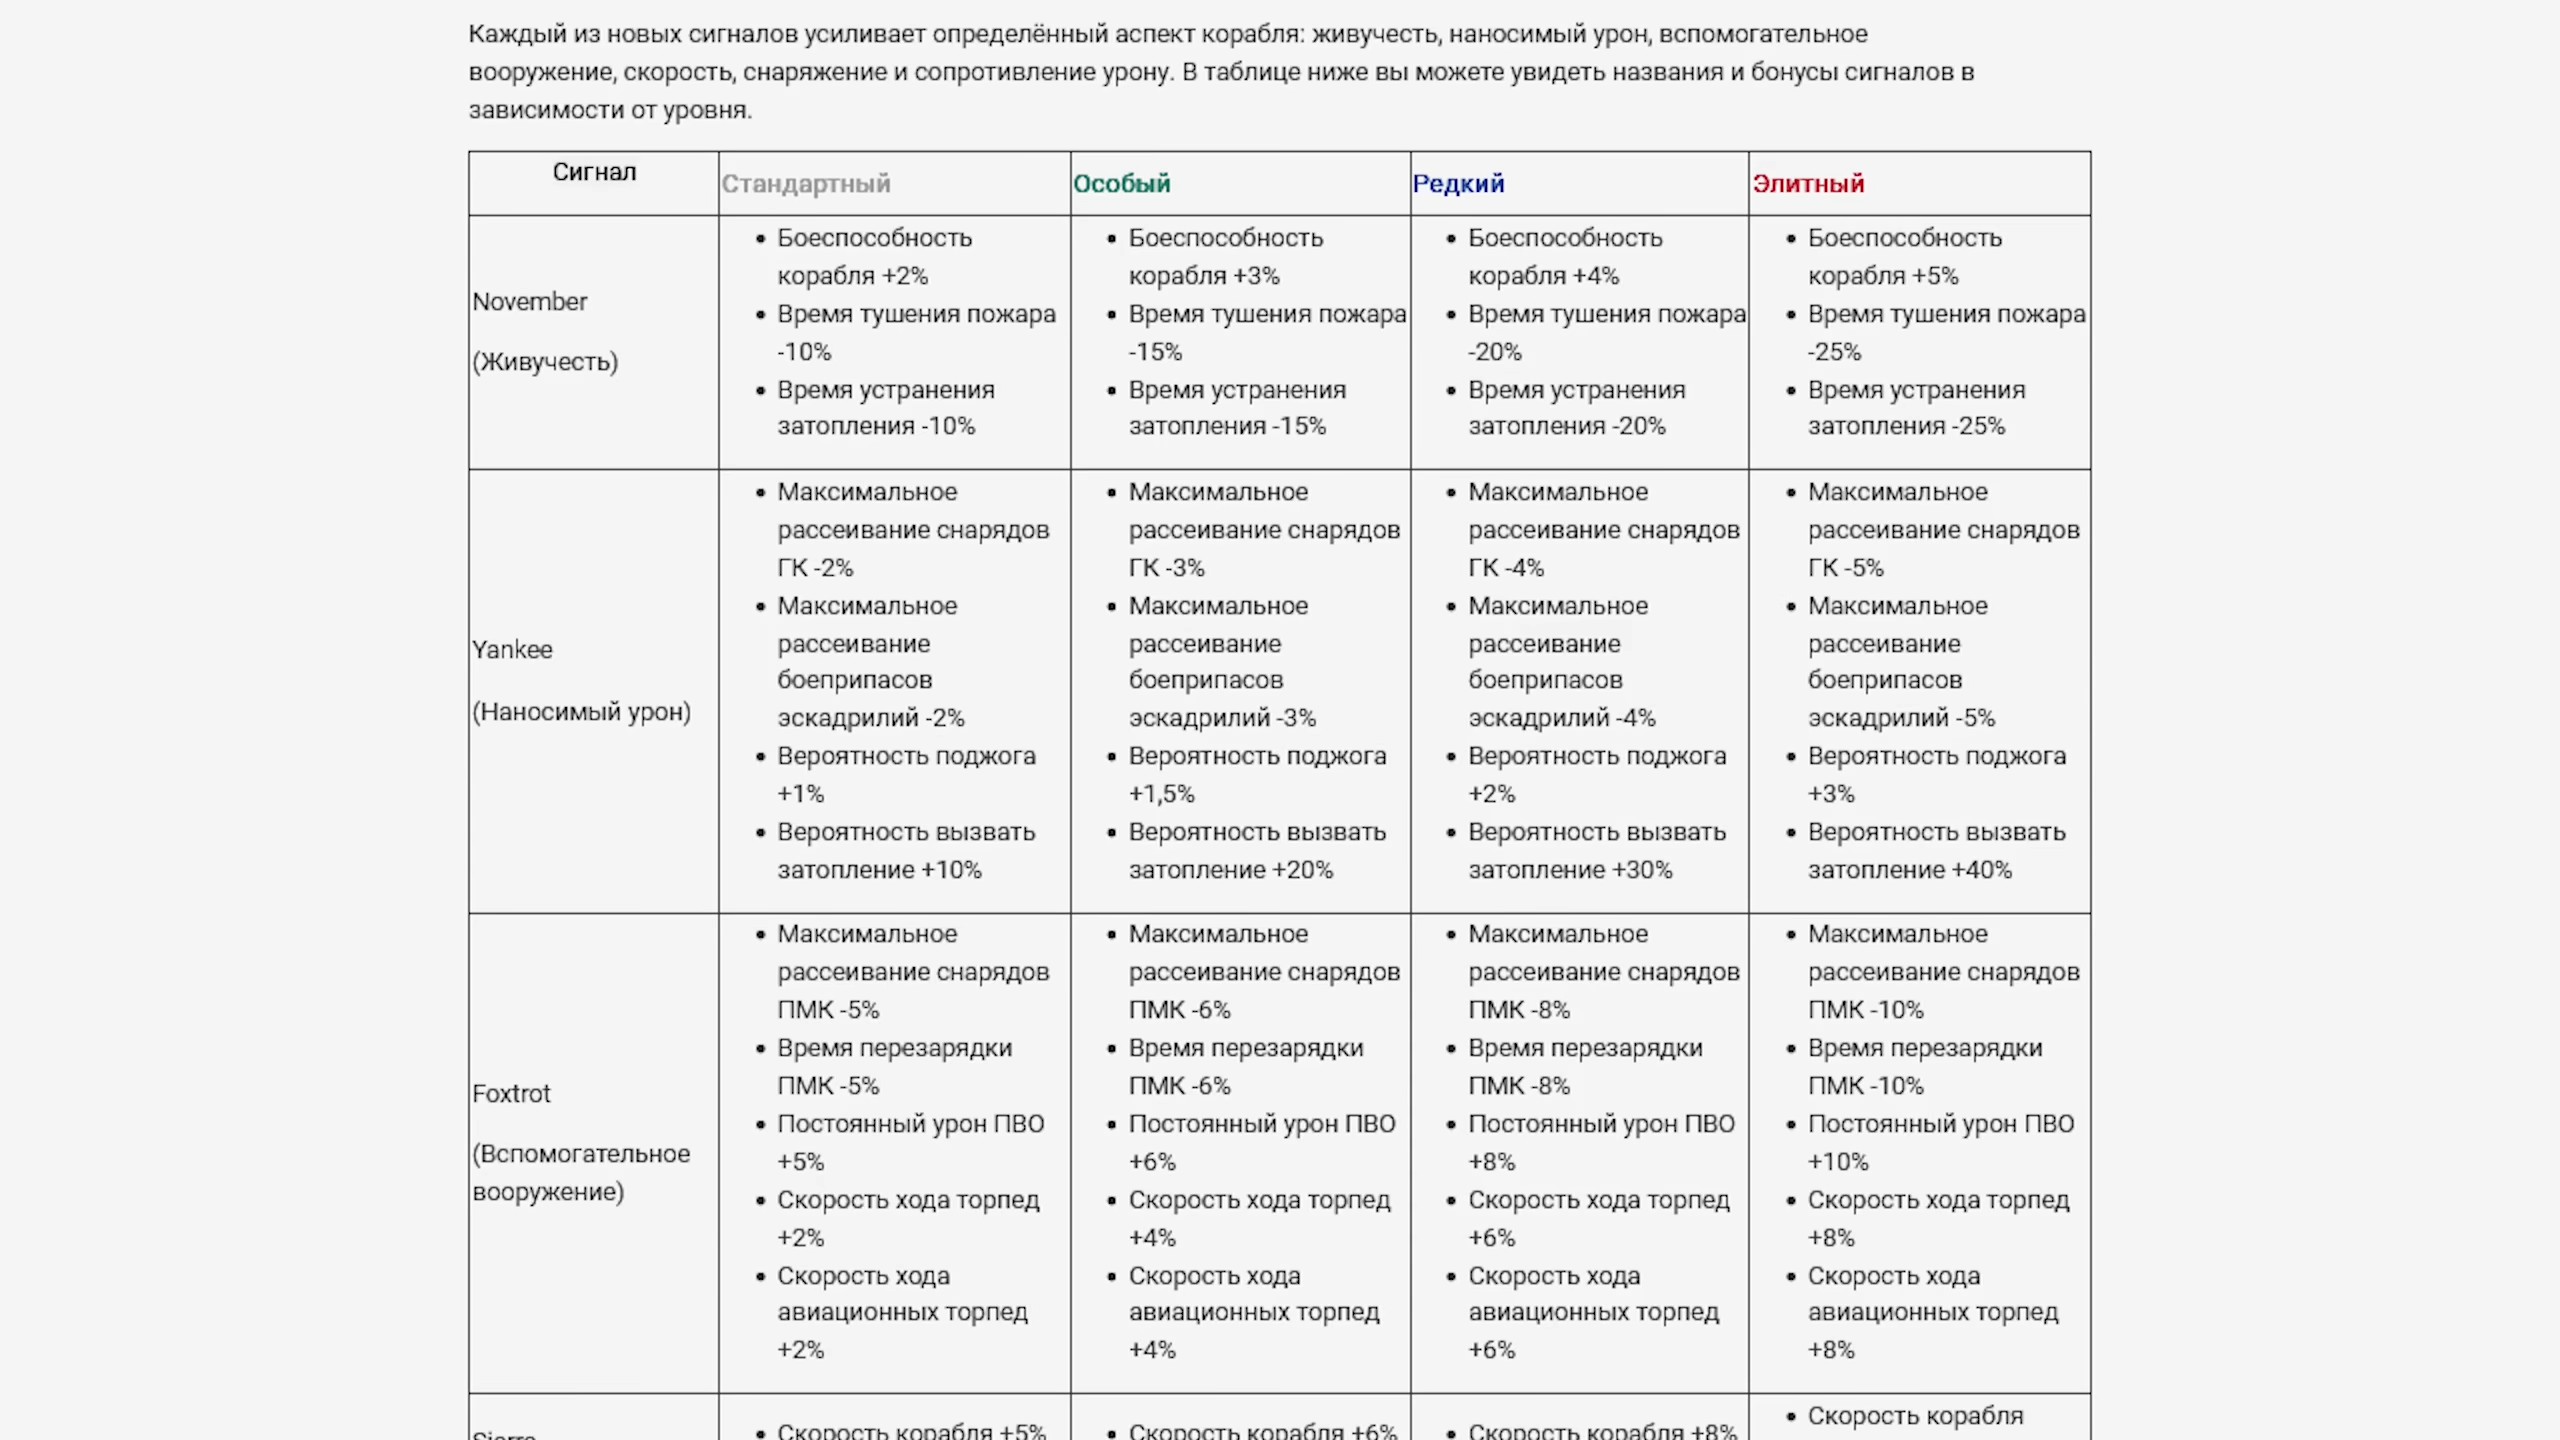 Каждый из новых сигналов усиливает определённый аспект корабля: живучесть, наносимый урон, вспомогательное
вооружение, скорость, снаряжение и сопротивление урону. В таблице ниже вы можете увидеть названия и бонусы сигналов в
зависимости от уровня.
Сигнал
Стандартный
Особый
Редкий
Элитный
November
(Живучесть)
• Боеспособность
корабля +2%
• Время тушения пожара
-10%
• Время устранения
затопления -10%
• Боеспособность
корабля +3%
• Время тушения пожара
-15%
• Время устранения
затопления -15%
• Боеспособность
корабля +4%
• Время тушения пожара
-20%
• Время устранения
затопления -20%
• Боеспособность
корабля +5%
• Время тушения пожара
-25%
• Время устранения
затопления -25%
Yankee
(Наносимый урон)
• Максимальное
рассеивание снарядов
ГК -2%
• Максимальное
рассеивание
боеприпасов
эскадрилий -2%
• Вероятность поджога
+1%
• Вероятность вызвать
затопление +10%
• Максимальное
рассеивание снарядов
ГК -3%
• Максимальное
рассеивание
боеприпасов
эскадрилий -3%
• Вероятность поджога
+1,5%
• Вероятность вызвать
затопление +20%
• Максимальное
рассеивание снарядов
ГК -4%
• Максимальное
рассеивание
боеприпасов
эскадрилий -4%
• Вероятность поджога
+2%
• Вероятность вызвать
затопление +30%
• Максимальное
рассеивание снарядов
ГК -5%
• Максимальное
рассеивание
боеприпасов
эскадрилий -5%
• Вероятность поджога
+3%
• Вероятность вызвать
затопление +40%
Foxtrot
(Вспомогательное
вооружение)
• Максимальное
рассеивание снарядов
ПМК -5%
• Время перезарядки
ПМК -5%
• Постоянный урон ПВО
+5%
• Скорость хода торпед
+2%
• Скорость хода
авиационных торпед
+2%
• Максимальное
рассеивание снарядов
ПМК -6%
• Время перезарядки
ПМК -6%
• Постоянный урон ПВО
+6%
• Скорость хода торпед
+4%
• Скорость хода
авиационных торпед
+4%
• Максимальное
рассеивание снарядов
ПМК -8%
• Время перезарядки
ПМК -8%
• Постоянный урон ПВО
+8%
• Скорость хода торпед
+6%
• Скорость хода
авиационных торпед
+6%
• Максимальное
рассеивание снарядов
ПМК -10%
• Время перезарядки
ПМК -10%
• Постоянный урон ПВО
+10%
• Скорость хода торпед
+8%
• Скорость хода
авиационных торпед
+8%
Sierra
• Скорость корабля +5%
• Скорость корабля +6%
• Скорость корабля +8%
• Скорость корабля